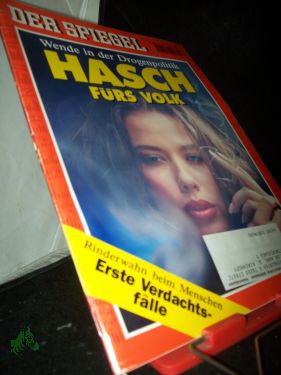 DER SPIEGEL
Wende in der Drogenpolitik
HASCH
FÜRS VOLK
Rinderwahn beim Menschen
Erste Verdachts-
fälle